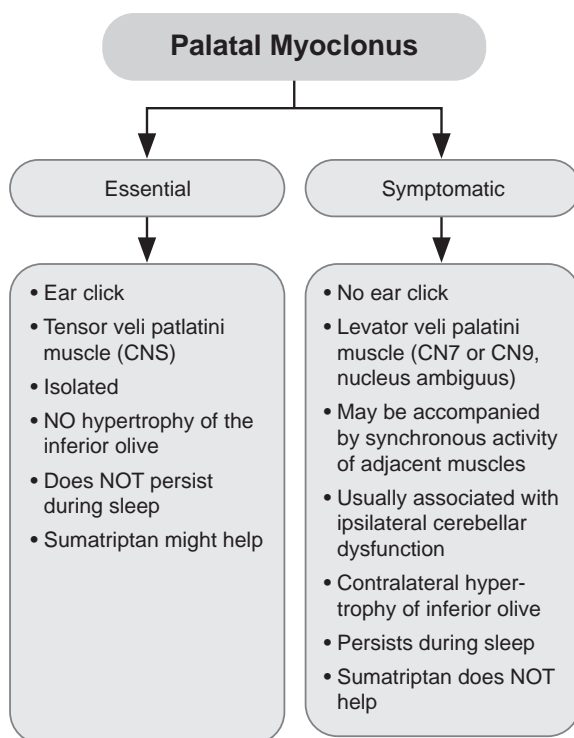 Palatal Myoclonus
Essential
Symptomatic
• Ear click
• Tensor veli patlatini
muscle (CNS)
• Isolated
• NO hypertrophy of the
inferior olive
• Does NOT persist
during sleep
• Sumatriptan might help
• No ear click
• Levator veli palatini
muscle (CN7 or CN9,
nucleus ambiguus)
• May be accompanied
by synchronous activity
of adjacent muscles
• Usually associated with
ipsilateral cerebellar
dysfunction
• Contralateral hyper-
trophy of inferior olive
• Persists during sleep
• Sumatriptan does NOT
help